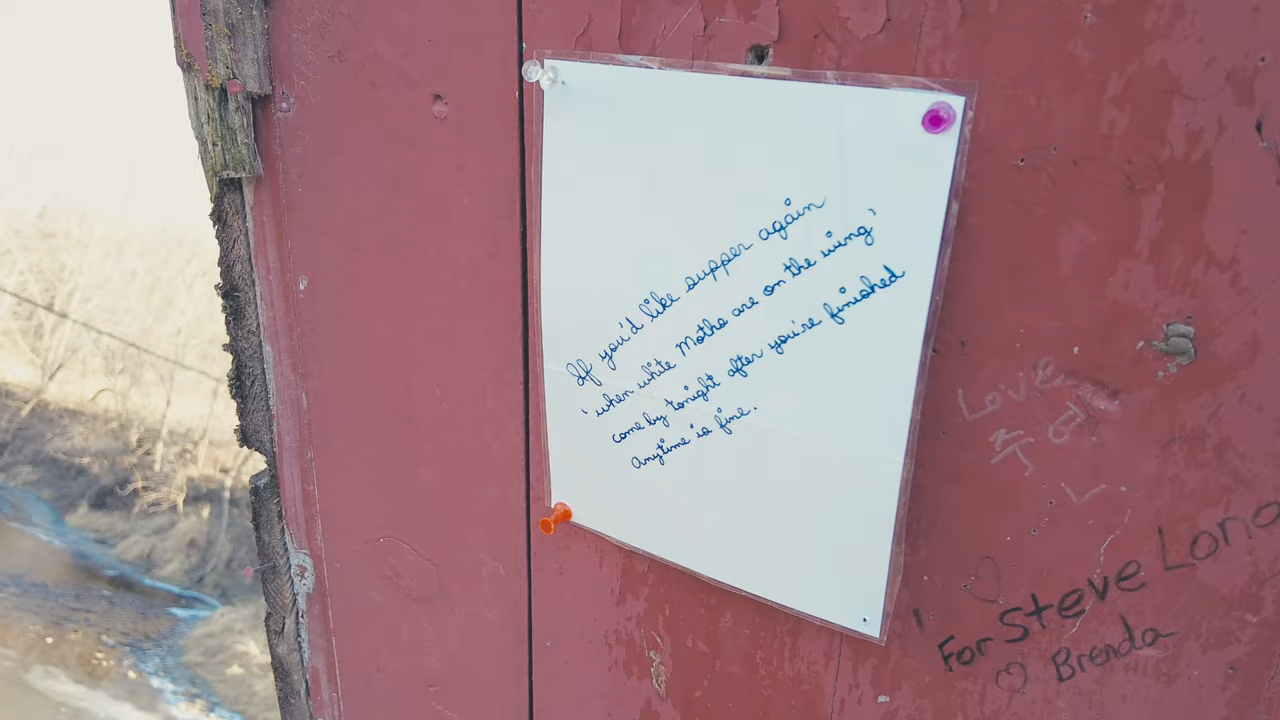 If you'd like supper again
'when white Moths are on the wing'
come by tonight after you're finished
Anytime is fine.
Love
For Steve Long
♡ Brenda